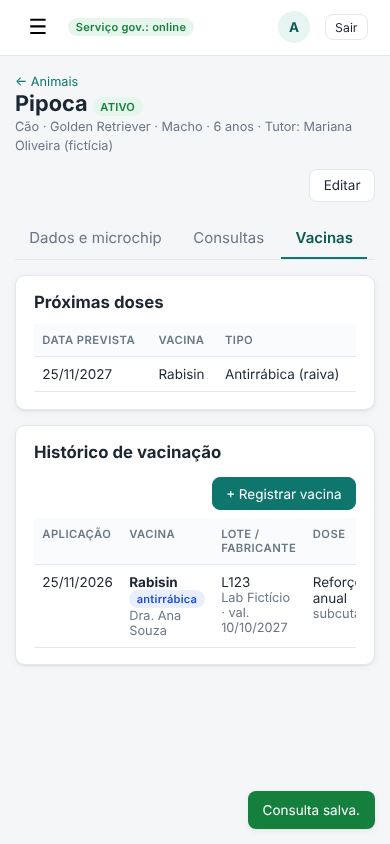 ☰ Serviço gov.: online A Sair
← Animais
Pipoca ATIVO
Cão · Golden Retriever · Macho · 6 anos · Tutor: Mariana
Oliveira (fictícia)
Editar
Dados e microchip Consultas Vacinas
Próximas doses
DATA PREVISTA VACINA TIPO
25/11/2027 Rabisin Antirrábica (raiva)
Histórico de vacinação
+ Registrar vacina
APLICAÇÃO VACINA LOTE / FABRICANTE DOSE
25/11/2026
Rabisin
antirrábica
Dra. Ana
Souza
L123
Lab Fictício
· val.
10/10/2027
anual
Consulta salva.